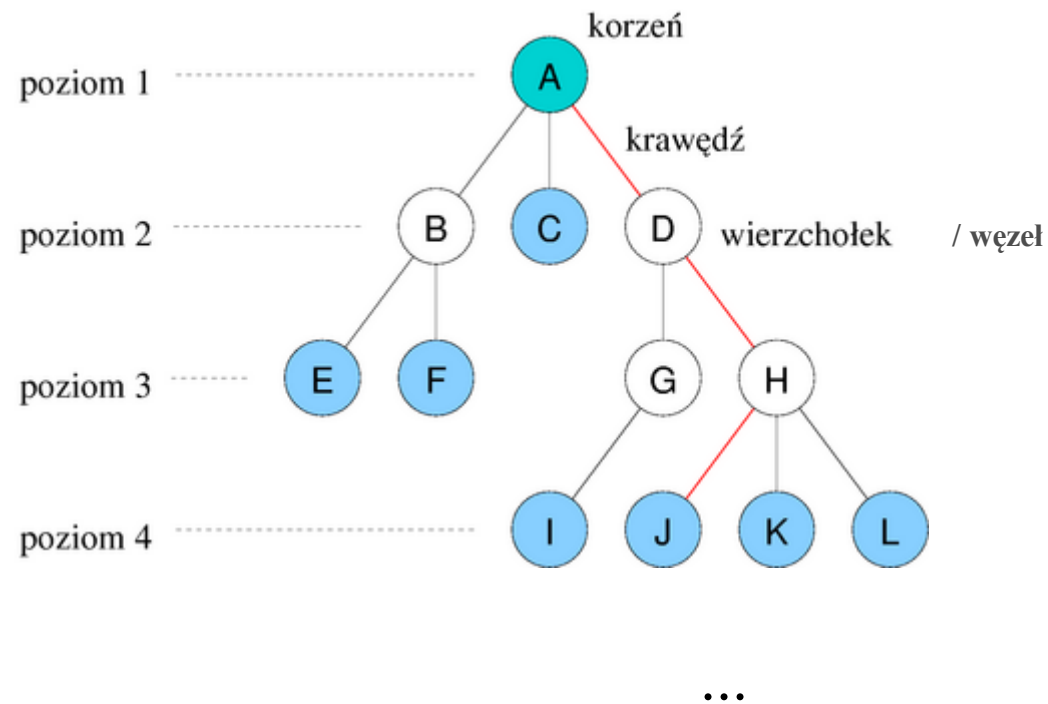 korzeń
poziom 1
A
krawędź
poziom 2
B
C
D
wierzchołek / węzeł
poziom 3
E
F
G
H
poziom 4
I
J
K
L
...